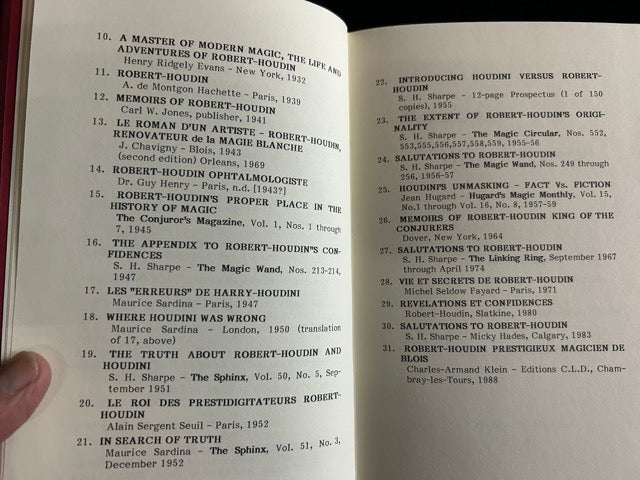 10. A MASTER OF MODERN MAGIC, THE LIFE AND
ADVENTURES OF ROBERT-HOUDIN
Henry Ridgely Evans - New York, 1932
11. ROBERT-HOUDIN
A. de Montgon Hachette - Paris, 1939
12. MEMOIRS OF ROBERT-HOUDIN
Carl W. Jones, publisher, 1941
13. LE ROMAN D'UN ARTISTE - ROBERT-HOUDIN,
RENOVATEUR de la MAGIE BLANCHE
J. Chavigny - Blois, 1943
(second edition) Orleans, 1969
14. ROBERT-HOUDIN OPHTALMOLOGISTE
Dr. Guy Henry - Paris, n.d. [1943?]
15. ROBERT-HOUDIN'S PROPER PLACE IN THE
HISTORY OF MAGIC
The Conjuror's Magazine, Vol. 1, Nos. 1 through
7, 1945
16. THE APPENDIX TO ROBERT-HOUDIN"S CON-
FIDENCES
S. H. Sharpe - The Magic Wand, Nos. 213-214,
1947
17. LES "ERREURS" DE HARRY-HOUDINI
Maurice Sardina - Paris, 1947
18. WHERE HOUDINI WAS WRONG
Maurice Sardina - London, 1950 (translation
of 17, above)
19. THE TRUTH ABOUT ROBERT-HOUDIN AND
HOUDINI
S. H. Sharpe - The Sphinx, Vol. 50, No. 5, Sep-
tember 1951
20. LE ROI DES PRESTIDIGITATEURS ROBERT-
HOUDIN
Alain Sergent Seuil - Paris, 1952
21. IN SEARCH OF TRUTH
Maurice Sardina - The Sphinx, Vol. 51, No. 3,
December 1952
22. INTRODUCING HOUDINI VERSUS ROBERT-
HOUDIN
S. H. Sharpe - 12-page Prospectus (1 of 150
copies), 1955
23. THE EXTENT OF ROBERT-HOUDIN'S ORIGI-
NALITY
S. H. Sharpe - The Magic Circular, Nos. 552,
553,555,556,557,558,559, 1955-56
24. SALUTATIONS TO ROBERT-HOUDIN
S. H. Sharpe - The Magic Wand, Nos. 249 through
256, 1956-57
25. HOUDINI'S UNMASKING - FACT Vs. FICTION
Jean Hugard - Hugard's Magic Monthly, Vol. 15,
No.1 through Vol. 16, No. 8, 1957-59
26. MEMOIRS OF ROBERT-HOUDIN KING OF THE
CONJURERS
Dover, New York, 1964
27. SALUTATIONS TO ROBERT-HOUDIN
S. H. Sharpe - The Linking Ring, September 1967
through April 1974
28. VIE ET SECRETS DE ROBERT-HOUDIN
Michel Seldow Fayard - Paris, 1971
29. REVELATIONS ET CONFIDENCES
Robert-Houdin, Slatkine, 1980
30. SALUTATIONS TO ROBERT-HOUDIN
S. H. Sharpe - Micky Hades, Calgary, 1983
31. ROBERT-HOUDIN PRESTIGIEUX MAGICIEN DE
BLOIS
Charles-Armand Klein - Editions C.L.D., Cham-
bray-les-Tours, 1988